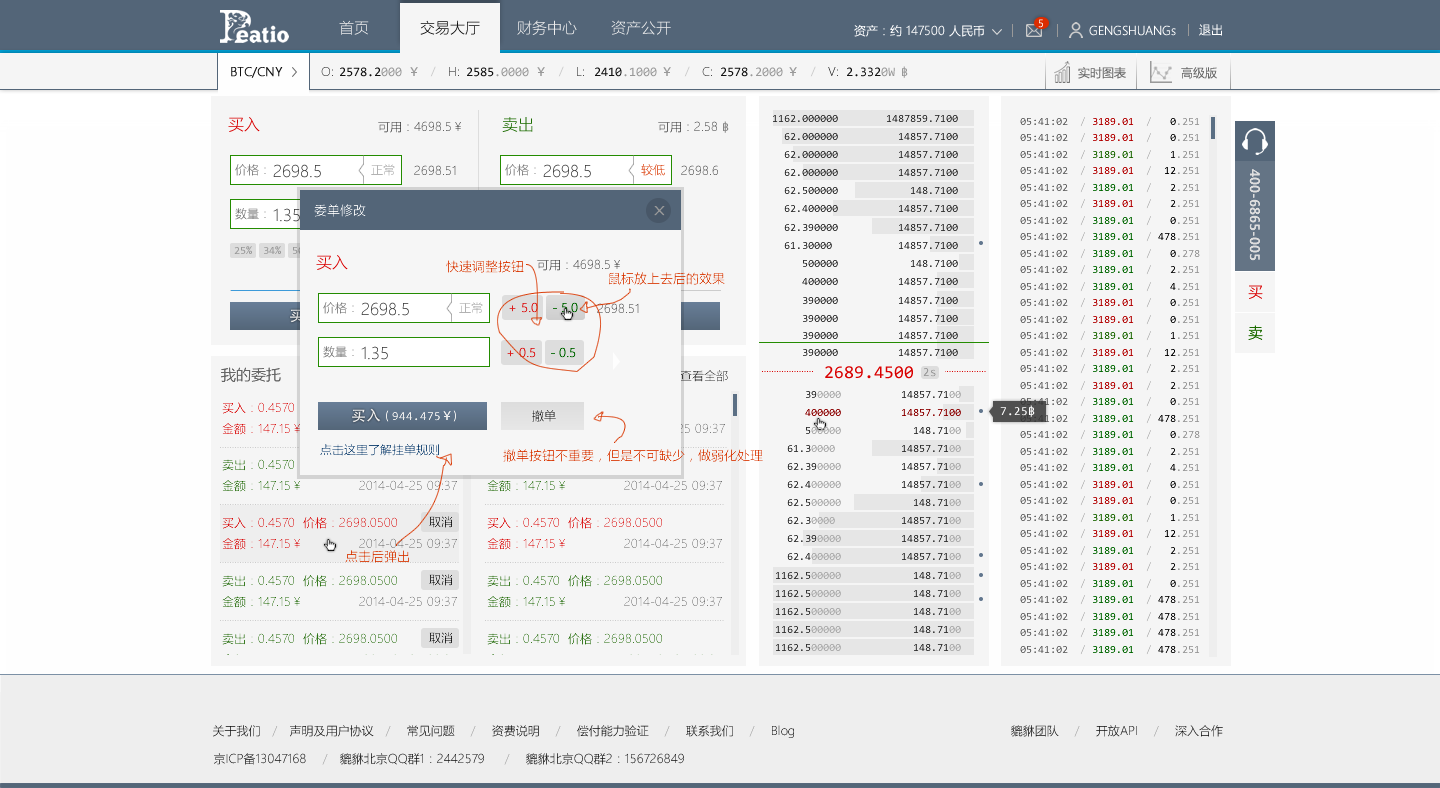 Peatio
首页
交易大厅
财务中心
资产公开
资产：约 147500 人民币
5
GENGSHUANGs
退出
BTC/CNY
O: 2578.2000 ¥ / H: 2585.0000 ¥ / L: 2410.1000 ¥ / C: 2578.2000 ¥ / V: 2.3320W ฿
实时图表
高级版
买入
可用：4698.5 ¥
价格：2698.5 正常 2698.51
数量：1.35
25% 34%
买
卖出
可用：2.58 ฿
价格：2698.5 较低 2698.6
委单修改
买入
可用：4698.5 ¥
快速调整按钮
鼠标放上去后的效果
价格：2698.5 正常
+ 5.0 - 5.0 2698.51
数量：1.35
+ 0.5 - 0.5
买入 (944.475¥)
撤单
点击这里了解挂单规则
撤单按钮不重要，但是不可缺少，做弱化处理
点击后弹出
我的委托
查看全部
买入：0.4570
金额：147.15 ¥
09:37
卖出：0.4570
金额：147.15 ¥ 2014-04-25 09:37
金额：147.15 ¥ 2014-04-25 09:37
买入：0.4570 价格：2698.0500 取消
金额：147.15 ¥ 2014-04-25 09:37
买入：0.4570 价格：2698.0500
金额：147.15 ¥ 2014-04-25 09:37
卖出：0.4570 价格：2698.0500 取消
金额：147.15 ¥ 2014-04-25 09:37
卖出：0.4570 价格：2698.0500
金额：147.15 ¥ 2014-04-25 09:37
卖出：0.4570 价格：2698.0500 取消
卖出：0.4570 价格：2698.0500
1162.000000 1487859.7100
62.000000 14857.7100
62.000000 14857.7100
62.000000 14857.7100
62.500000 148.7100
62.400000 14857.7100
62.390000 14857.7100
61.30000 14857.7100
500000 148.7100
400000 14857.7100
390000 14857.7100
390000 14857.7100
390000 14857.7100
390000 14857.7100
2689.4500 2s
390000 14857.7100
400000 14857.7100
7.25฿
500000 148.7100
61.30000 14857.7100
62.390000 14857.7100
62.400000 14857.7100
62.500000 148.7100
62.30000 14857.7100
62.390000 14857.7100
62.400000 14857.7100
1162.500000 148.7100
1162.500000 148.7100
1162.500000 148.7100
1162.500000 148.7100
1162.500000 148.7100
05:41:02 / 3189.01 / 0.251
05:41:02 / 3189.01 / 0.251
05:41:02 / 3189.01 / 1.251
05:41:02 / 3189.01 / 12.251
05:41:02 / 3189.01 / 2.251
05:41:02 / 3189.01 / 2.251
05:41:02 / 3189.01 / 0.251
05:41:02 / 3189.01 / 478.251
05:41:02 / 3189.01 / 0.278
05:41:02 / 3189.01 / 2.251
05:41:02 / 3189.01 / 4.251
05:41:02 / 3189.01 / 0.251
05:41:02 / 3189.01 / 0.251
05:41:02 / 3189.01 / 1.251
05:41:02 / 3189.01 / 12.251
05:41:02 / 3189.01 / 2.251
05:41:02 / 3189.01 / 2.251
05:41:02 / 3189.01 / 0.251
05:41:02 / 3189.01 / 478.251
05:41:02 / 3189.01 / 0.278
05:41:02 / 3189.01 / 2.251
05:41:02 / 3189.01 / 4.251
05:41:02 / 3189.01 / 0.251
05:41:02 / 3189.01 / 0.251
05:41:02 / 3189.01 / 1.251
05:41:02 / 3189.01 / 12.251
05:41:02 / 3189.01 / 2.251
05:41:02 / 3189.01 / 2.251
05:41:02 / 3189.01 / 0.251
05:41:02 / 3189.01 / 478.251
05:41:02 / 3189.01 / 478.251
05:41:02 / 3189.01 / 478.251
05:41:02 / 3189.01 / 478.251
400-6865-005
买
卖
关于我们 / 声明及用户协议 / 常见问题 / 资费说明 / 偿付能力验证 / 联系我们 / Blog
貔貅团队 / 开放API / 深入合作
京ICP备13047168 / 貔貅北京QQ群1：2442579 / 貔貅北京QQ群2：156726849